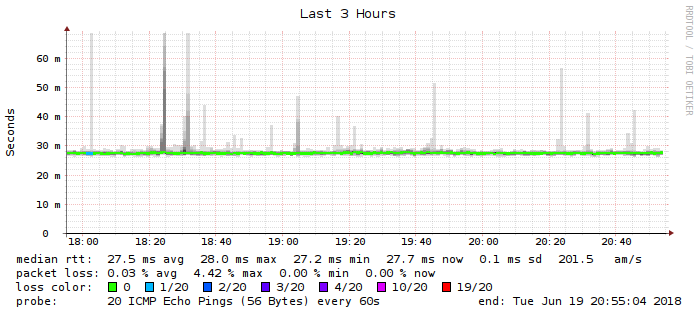 Last 3 Hours
RRDTOOL / TOBI OETIKER
Seconds
60 m
50 m
40 m
30 m
20 m
10 m
0
18:00 18:20 18:40 19:00 19:20 19:40 20:00 20:20 20:40
median rtt: 27.5 ms avg 28.0 ms max 27.2 ms min 27.7 ms now 0.1 ms sd 201.5 am/s
packet loss: 0.03 % avg 4.42 % max 0.00 % min 0.00 % now
loss color: 0 1/20 2/20 3/20 4/20 10/20 19/20
probe: 20 ICMP Echo Pings (56 Bytes) every 60s end: Tue Jun 19 20:55:04 2018